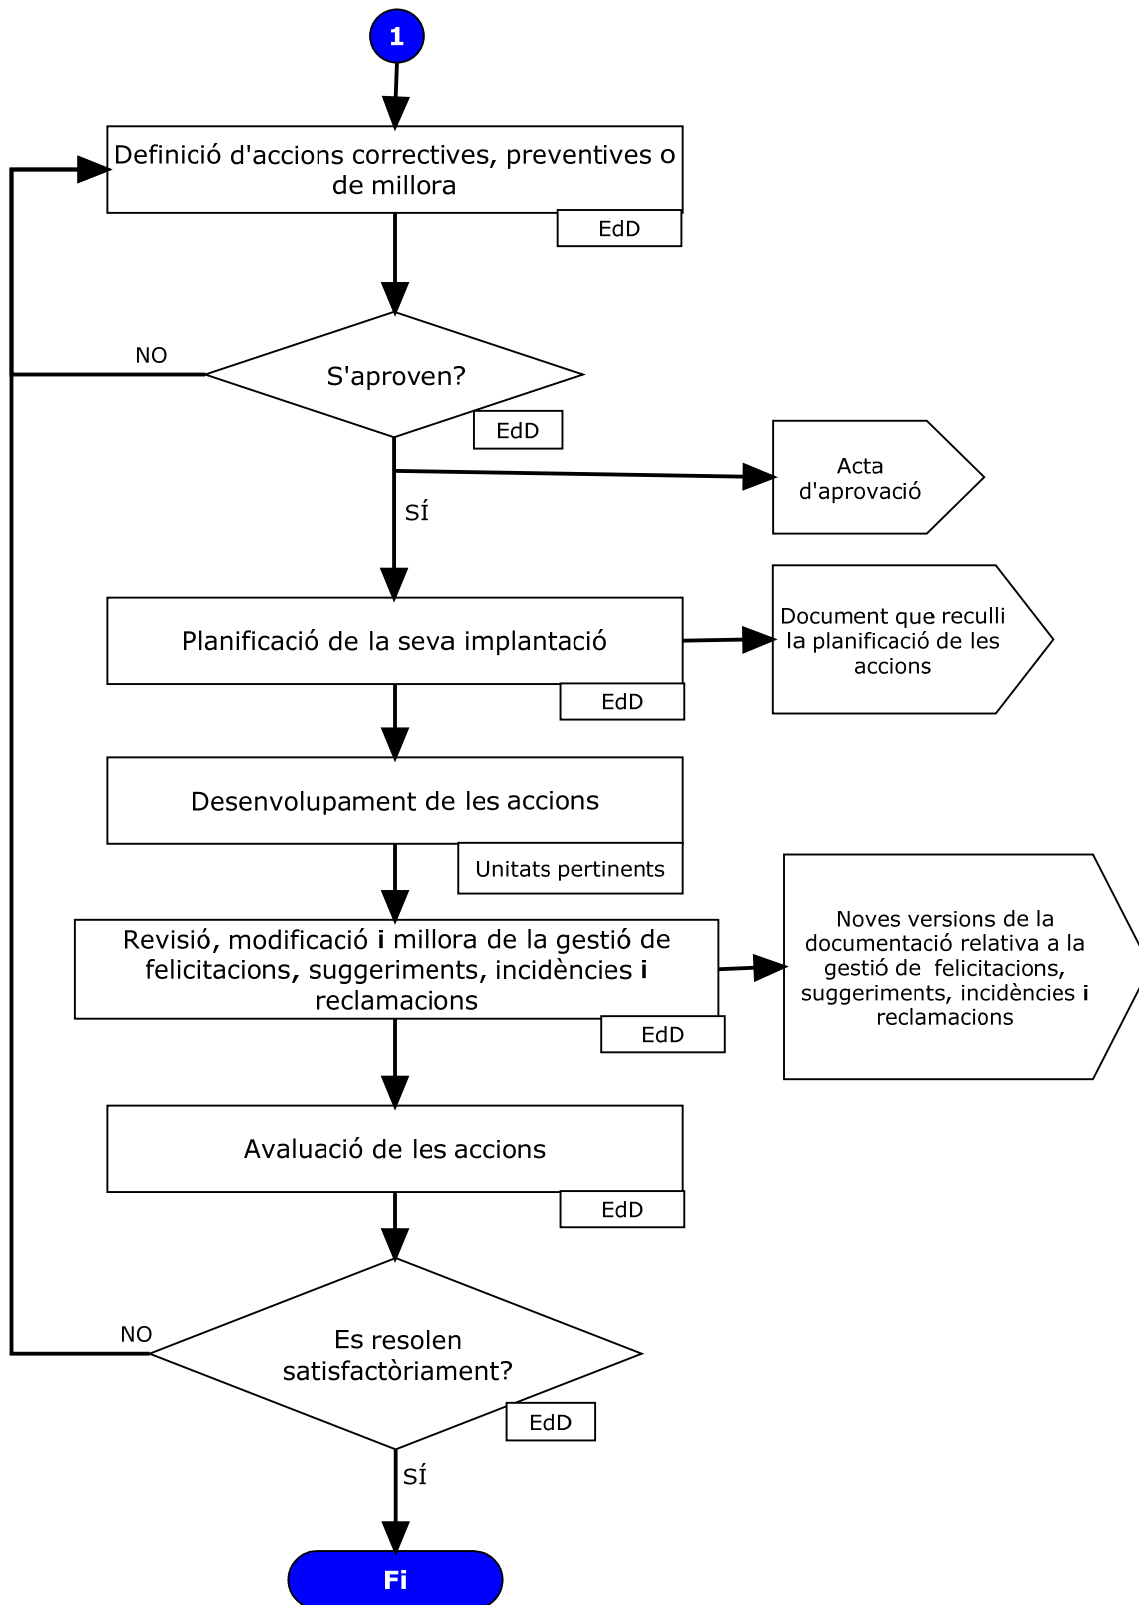 1
Definició d'accions correctives, preventives o
de millora
EdD
NO
S'aproven?
EdD
Acta
d'aprovació
SÍ
Document que reculli
la planificació de les
accions
Planificació de la seva implantació
EdD
Desenvolupament de les accions
Unitats pertinents
Revisió, modificació i millora de la gestió de
felicitacions, suggeriments, incidències i
reclamacions
EdD
Noves versions de la
documentació relativa a la
gestió de felicitacions,
suggeriments, incidències i
reclamacions
Avaluació de les accions
EdD
NO
Es resolen
satisfactòriament?
EdD
SÍ
Fi